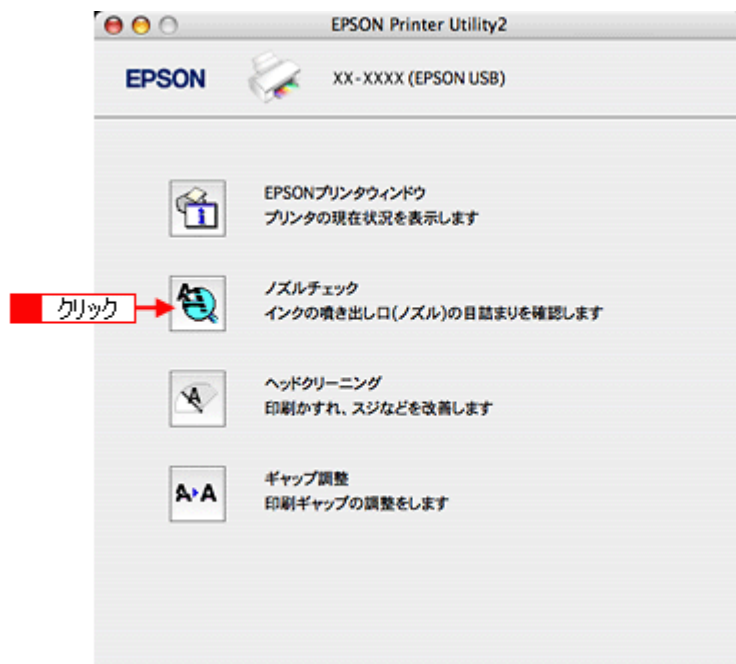 EPSON Printer Utility2
EPSON
XX-XXXX (EPSON USB)
EPSONプリンタウィンドウ
プリンタの現在状況を表示します
クリック
ノズルチェック
インクの噴き出し口(ノズル)の目詰まりを確認します
ヘッドクリーニング
印刷かすれ、スジなどを改善します
A▸A
ギャップ調整
印刷ギャップの調整をします